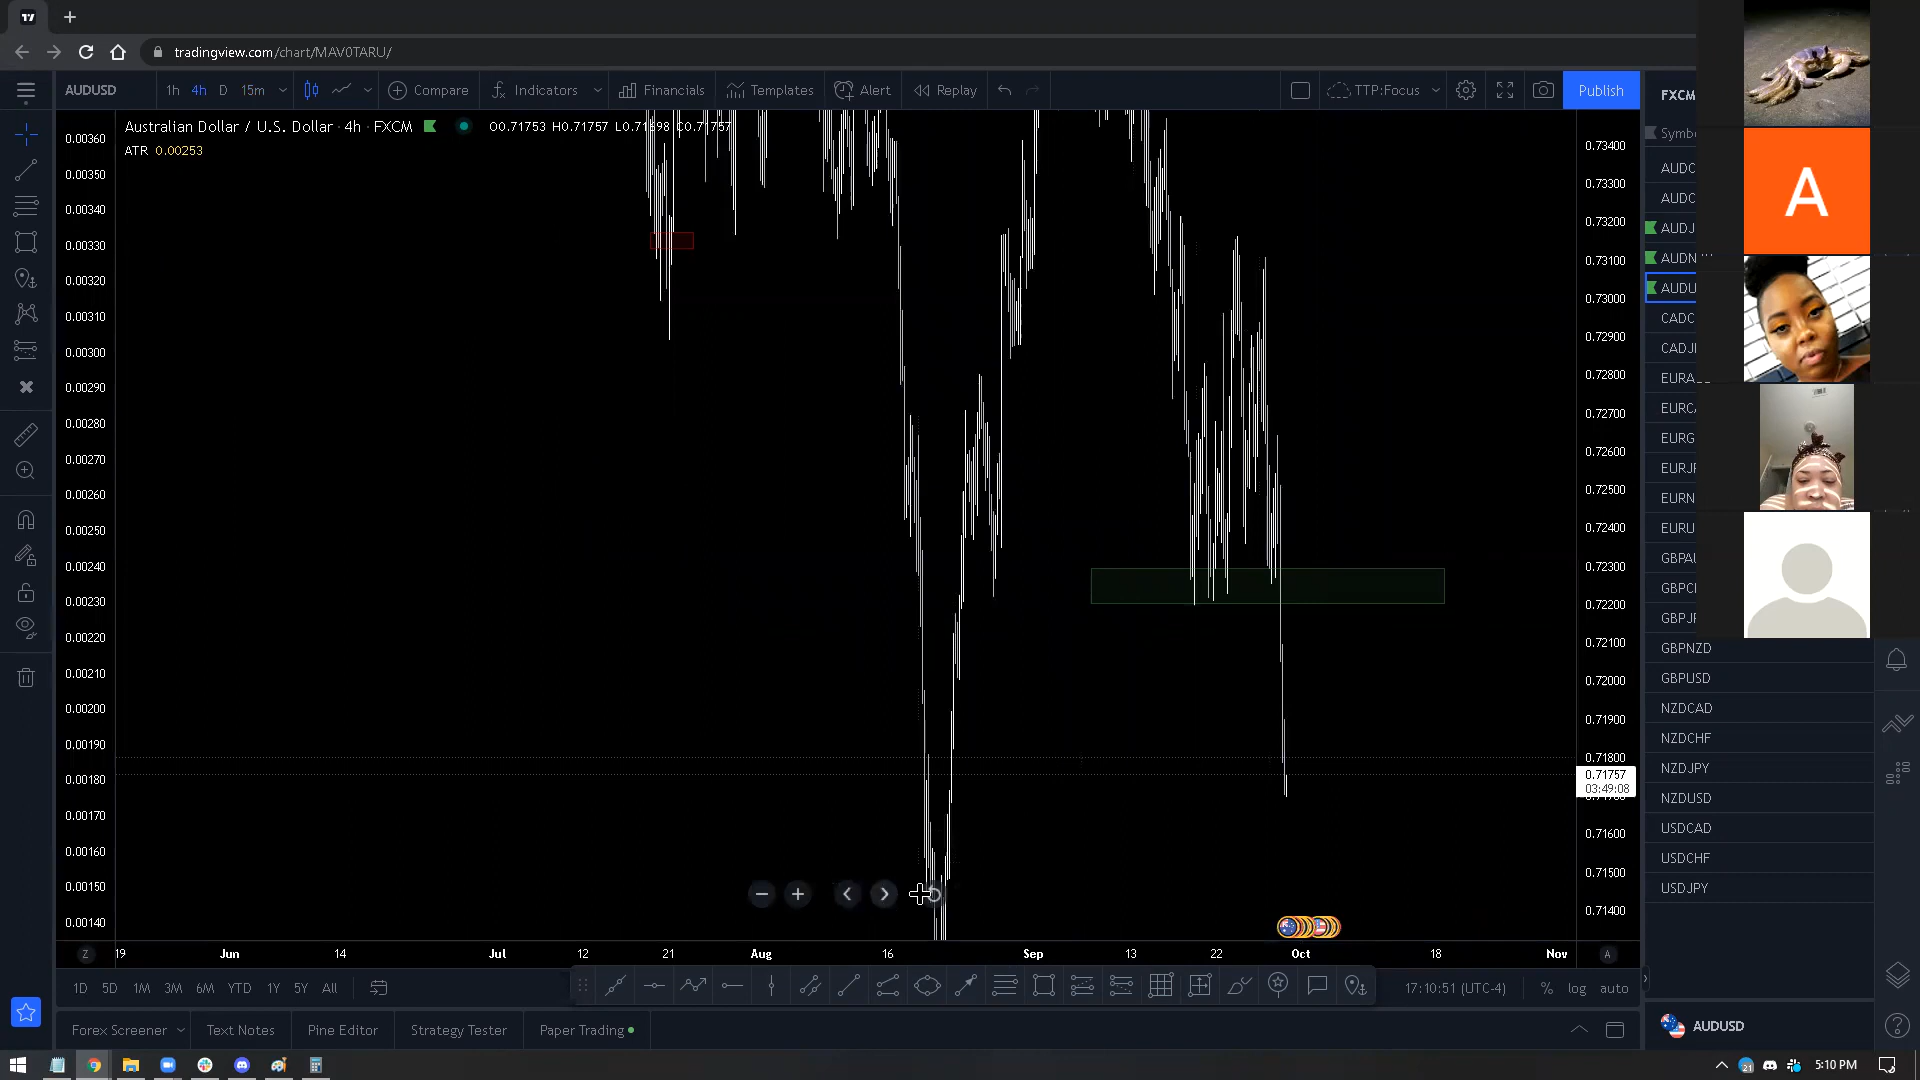 tradingview.com/chart/MAV0TARU/
AUDUSD 1h 4h D 15m Compare Indicators Financials Templates Alert Replay TTP:Focus Publish
Australian Dollar / U.S. Dollar · 4h · FXCM O0.71753 H0.71757 L0.71698 C0.71757
ATR 0.00253
0.00360
0.00350
0.00340
0.00330
0.00320
0.00310
0.00300
0.00290
0.00280
0.00270
0.00260
0.00250
0.00240
0.00230
0.00220
0.00210
0.00200
0.00190
0.00180
0.00170
0.00160
0.00150
0.00140
0.73400
0.73300
0.73200
0.73100
0.73000
0.72900
0.72800
0.72700
0.72600
0.72500
0.72400
0.72300
0.72200
0.72100
0.72000
0.71900
0.71800
0.71757
03:49:08
0.71600
0.71500
0.71400
Z 19 Jun 14 Jul 12 21 Aug 16 Sep 13 22 Oct 18 Nov A
1D 5D 1M 3M 6M YTD 1Y 5Y All 17:10:51 (UTC-4) % log auto
Forex Screener Text Notes Pine Editor Strategy Tester Paper Trading
FXCM
Symb
AUDC
AUDC
AUDJ
AUDN
AUDU
CADC
CADJ
EURA
EURC
EURG
EURJ
EURN
EURU
GBPA
GBPC
GBPJ
GBPNZD
GBPUSD
NZDCAD
NZDCHF
NZDJPY
NZDUSD
USDCAD
USDCHF
USDJPY
AUDUSD
A
21
5:10 PM